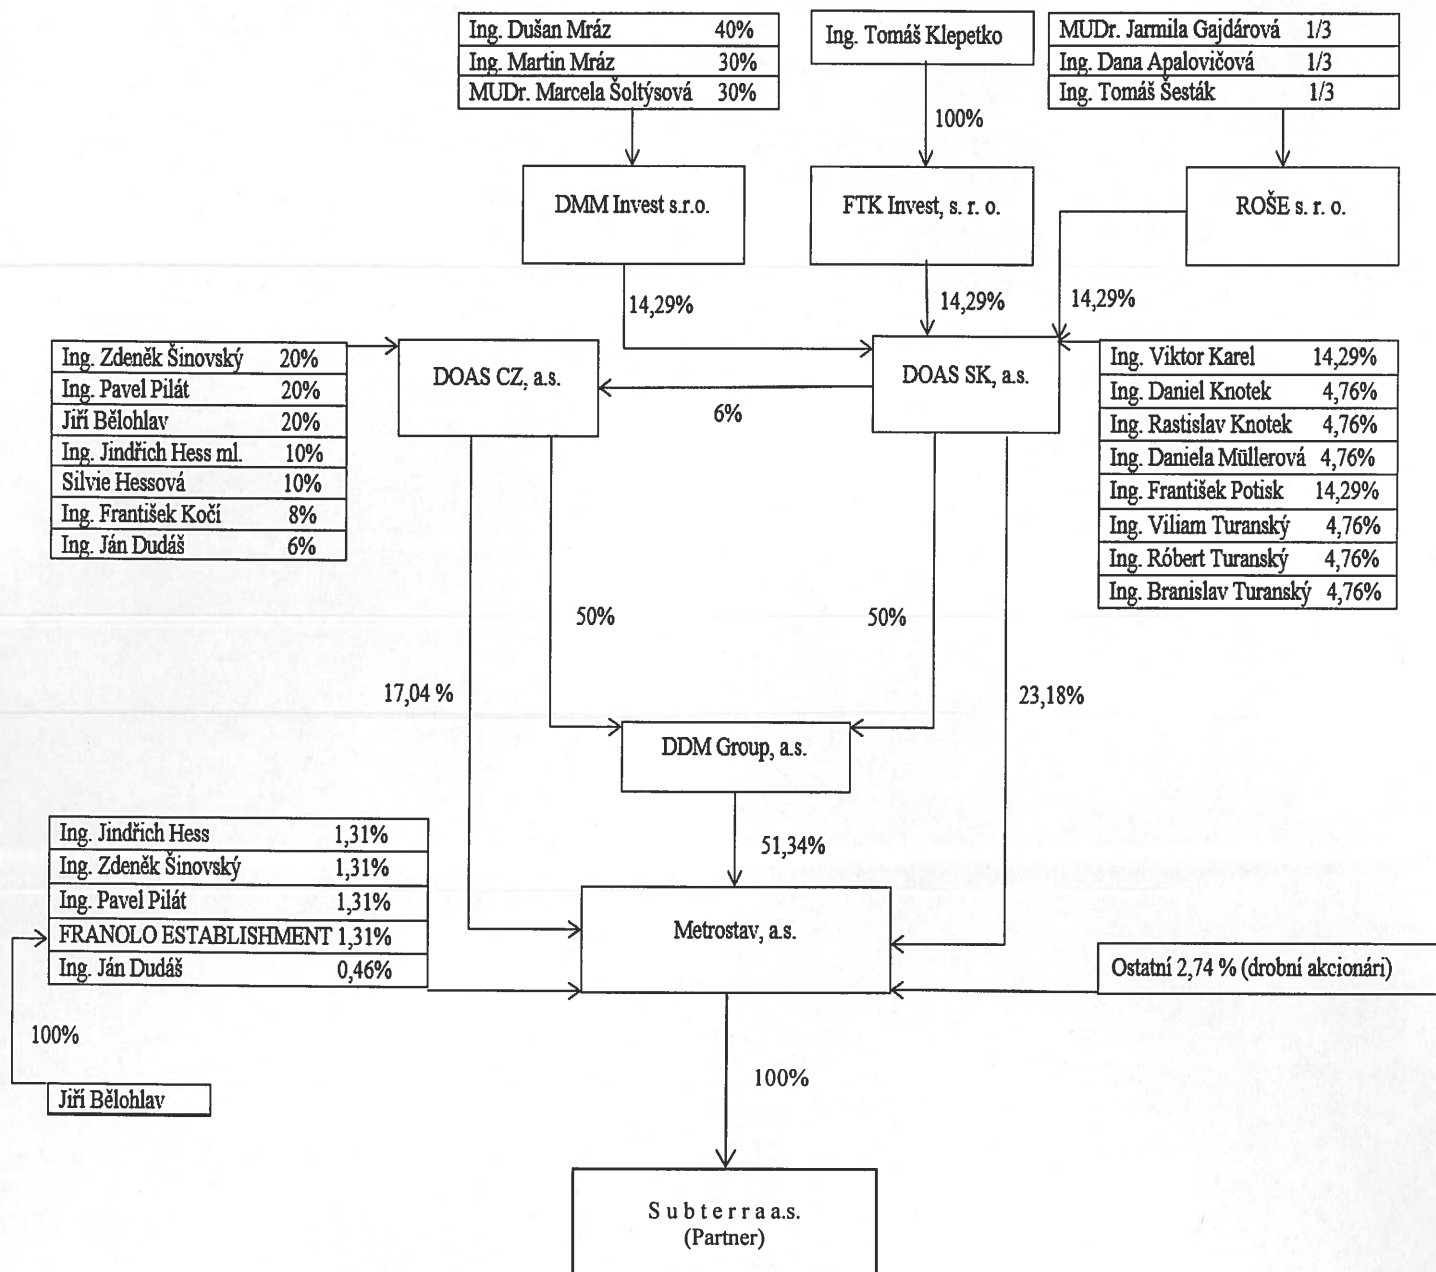 Ing. Dušan Mráz 40%
Ing. Martin Mráz 30%
MUDr. Marcela Šoltýsová 30%
Ing. Tomáš Klepetko
MUDr. Jarmila Gajdárová 1/3
Ing. Dana Apalovičová 1/3
Ing. Tomáš Šesták 1/3
100%
DMM Invest s.r.o.
FTK Invest, s. r. o.
ROŠE s. r. o.
14,29%
14,29%
14,29%
Ing. Zdeněk Šinovský 20%
Ing. Pavel Pilát 20%
Jiří Bělohlav 20%
Ing. Jindřich Hess ml. 10%
Silvie Hessová 10%
Ing. František Kočí 8%
Ing. Ján Dudáš 6%
DOAS CZ, a.s.
6%
DOAS SK, a.s.
Ing. Viktor Karel 14,29%
Ing. Daniel Knotek 4,76%
Ing. Rastislav Knotek 4,76%
Ing. Daniela Müllerová 4,76%
Ing. František Potisk 14,29%
Ing. Viliam Turanský 4,76%
Ing. Róbert Turanský 4,76%
Ing. Branislav Turanský 4,76%
50%
50%
17,04 %
23,18%
DDM Group, a.s.
51,34%
Ing. Jindřich Hess 1,31%
Ing. Zdeněk Šinovský 1,31%
Ing. Pavel Pilát 1,31%
FRANOLO ESTABLISHMENT 1,31%
Ing. Ján Dudáš 0,46%
Metrostav, a.s.
Ostatní 2,74 % (drobní akcionári)
100%
Jiří Bělohlav
100%
S u b t e r r a a.s.
(Partner)